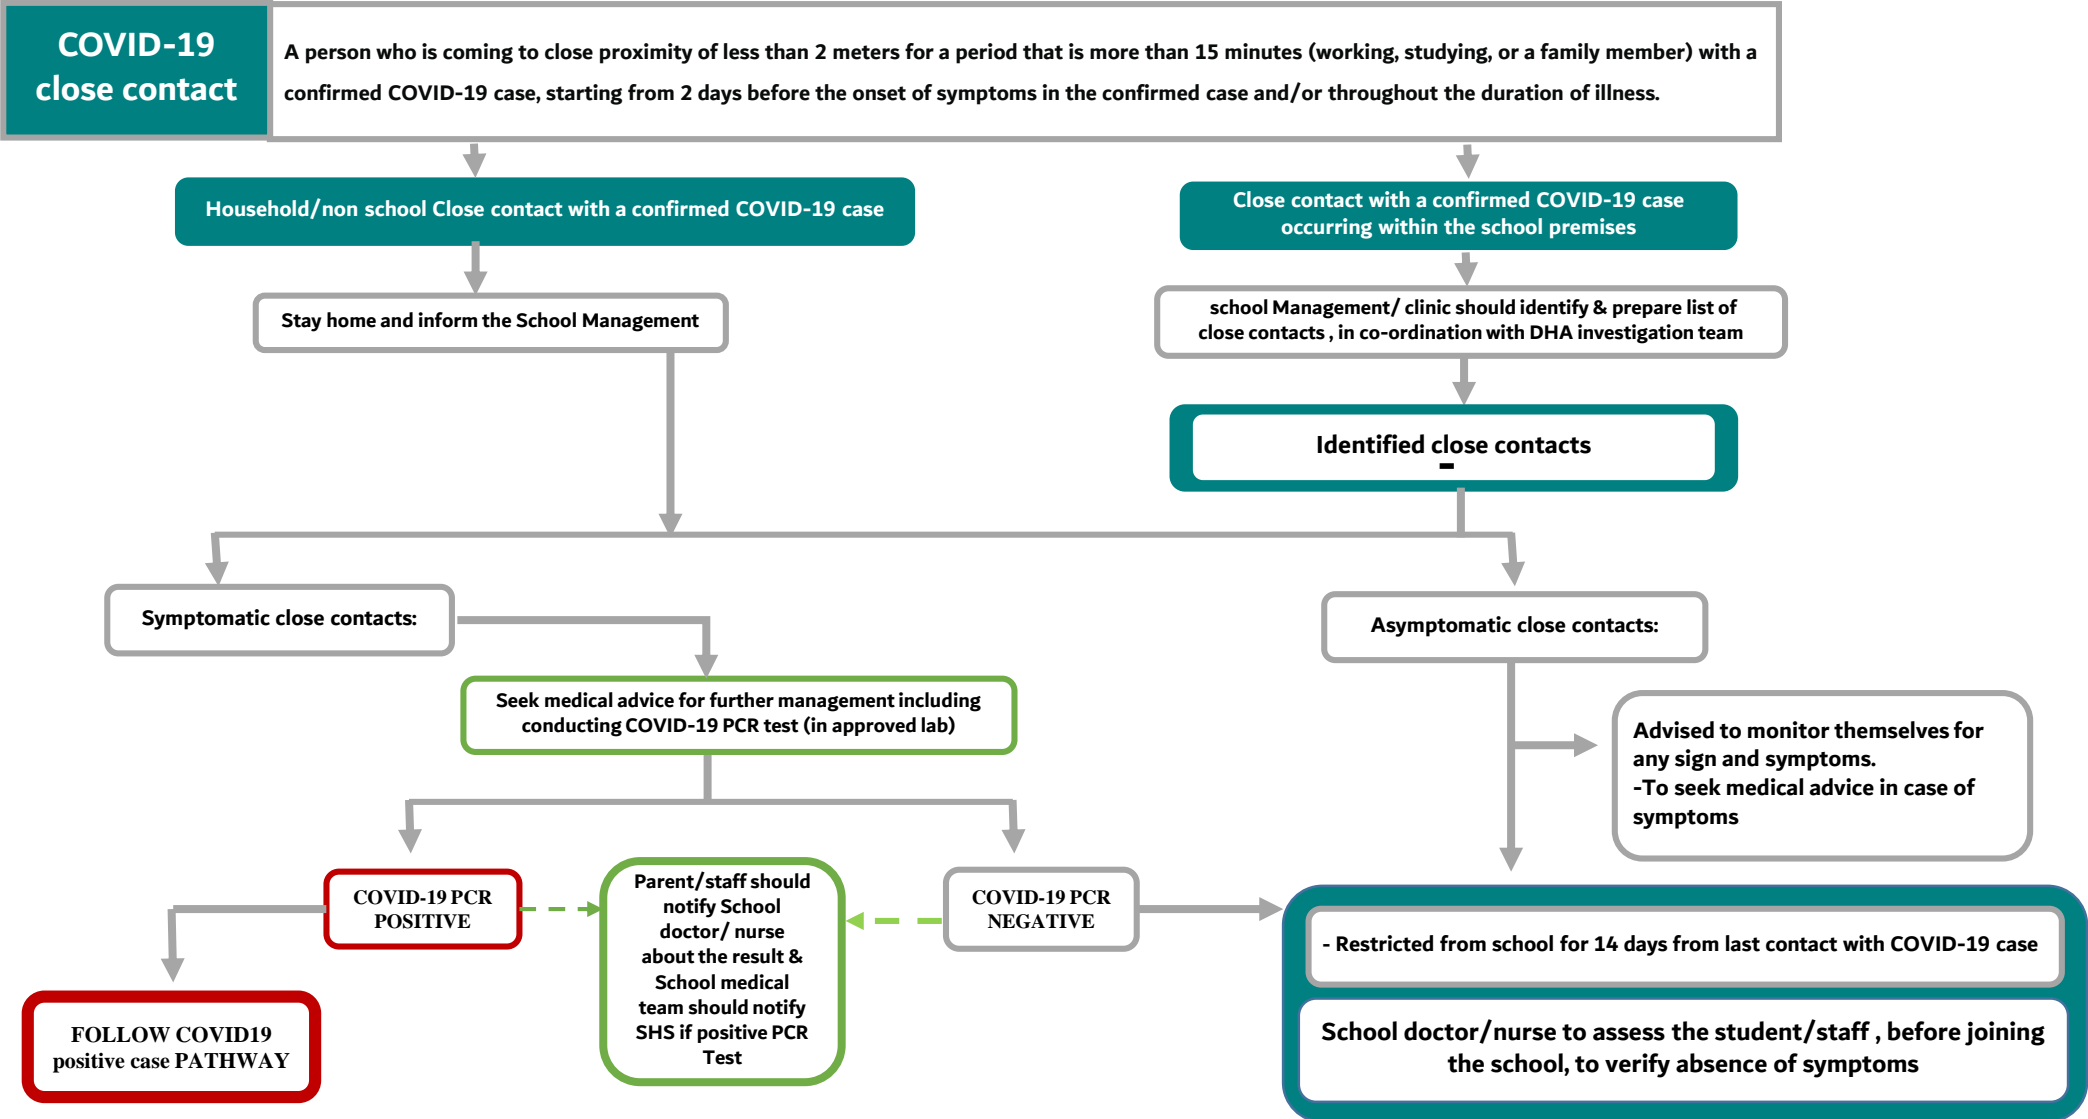 COVID-19
close contact
A person who is coming to close proximity of less than 2 meters for a period that is more than 15 minutes (working, studying, or a family member) with a
confirmed COVID-19 case, starting from 2 days before the onset of symptoms in the confirmed case and/or throughout the duration of illness.
Household/non school Close contact with a confirmed COVID-19 case
Close contact with a confirmed COVID-19 case
occurring within the school premises
Stay home and inform the School Management
school Management/ clinic should identify & prepare list of
close contacts , in co-ordination with DHA investigation team
Identified close contacts
-
Symptomatic close contacts:
Asymptomatic close contacts:
Seek medical advice for further management including
conducting COVID-19 PCR test (in approved lab)
Advised to monitor themselves for
any sign and symptoms.
-To seek medical advice in case of
symptoms
COVID-19 PCR
POSITIVE
Parent/staff should
notify School
doctor/ nurse
about the result &
School medical
team should notify
SHS if positive PCR
Test
COVID-19 PCR
NEGATIVE
- Restricted from school for 14 days from last contact with COVID-19 case
FOLLOW COVID19
positive case PATHWAY
School doctor/nurse to assess the student/staff , before joining
the school, to verify absence of symptoms